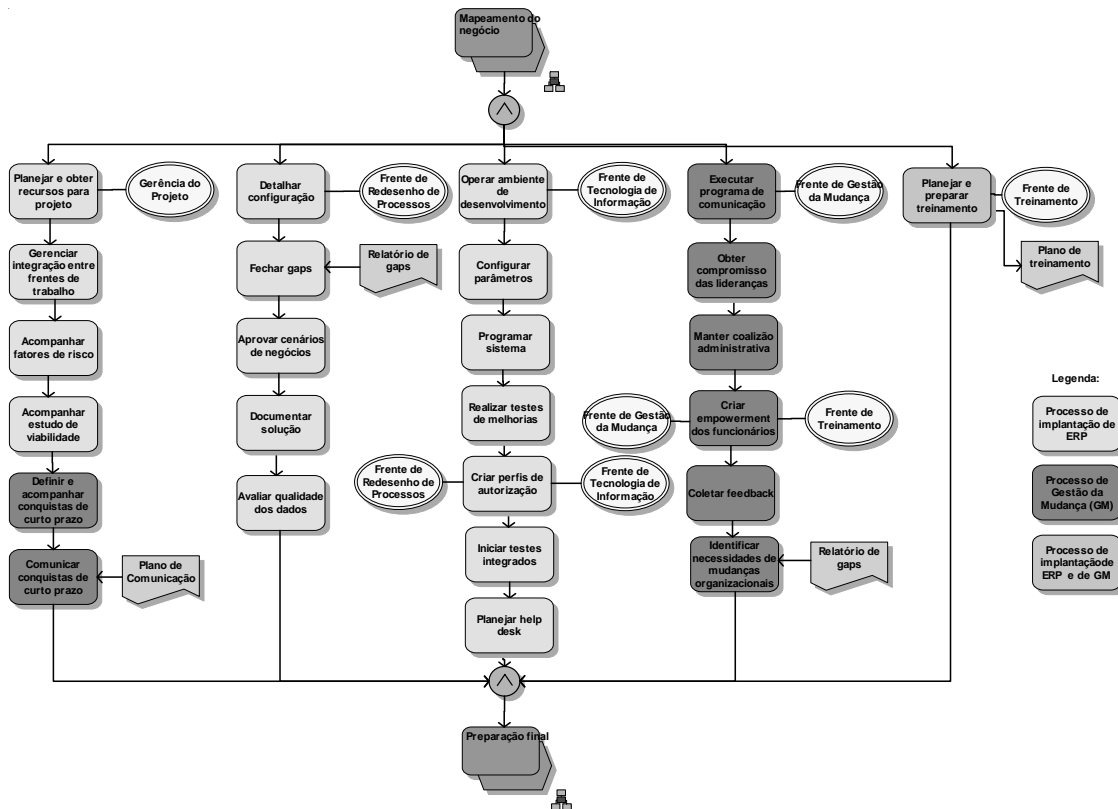 Mapeamento do
negócio
Planejar e obter
recursos para
projeto
Gerência do
Projeto
Detalhar
configuração
Frente de
Redesenho de
Processos
Operar ambiente
de
desenvolvimento
Frente de
Tecnologia de
Informação
Executar
programa de
comunicação
Frente de Gestão
da Mudança
Planejar e
preparar
treinamento
Frente de
Treinamento
Plano de
treinamento
Gerenciar
integração entre
frentes de
trabalho
Fechar gaps
Relatório de
gaps
Configurar
parâmetros
Obter
compromisso
das lideranças
Acompanhar
fatores de risco
Aprovar cenários
de negócios
Programar
sistema
Manter coalizão
administrativa
Acompanhar
estudo de
viabilidade
Documentar
solução
Realizar testes
de melhorias
Frente de Gestão
da Mudança
Criar
empowerment
dos funcionários
Frente de
Treinamento
Definir e
acompanhar
conquistas de
curto prazo
Avaliar qualidade
dos dados
Frente de
Redesenho de
Processos
Criar perfis de
autorização
Frente de
Tecnologia de
Informação
Coletar feedback
Comunicar
conquistas de
curto prazo
Plano de
Comunicação
Iniciar testes
integrados
Identificar
necessidades de
mudanças
organizacionais
Relatório de
gaps
Planejar help
desk
Preparação final
Legenda:
Processo de
implantação de
ERP
Processo de
Gestão da
Mudança (GM)
Processo de
implantaçãode
ERP e de GM